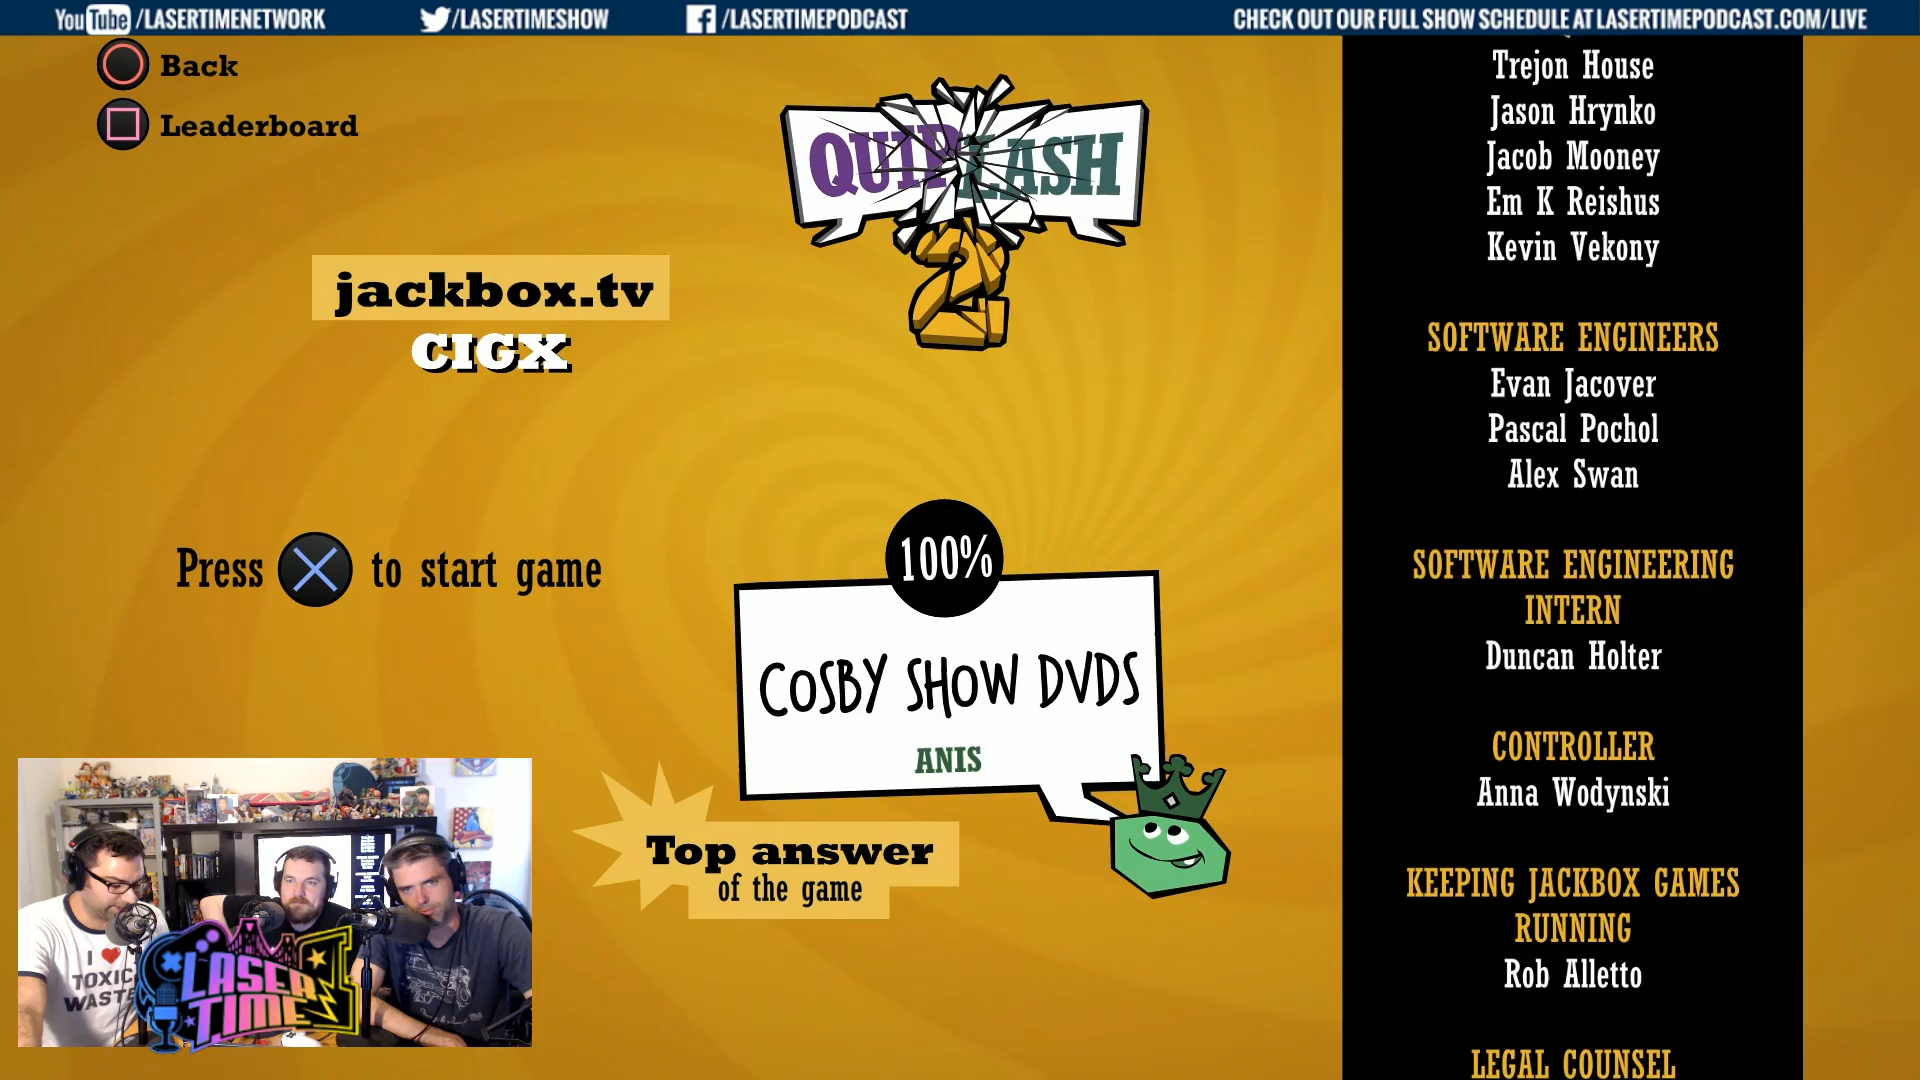 YouTube /LASERTIMENETWORK
/LASERTIMESHOW
/LASERTIMEPODCAST
CHECK OUT OUR FULL SHOW SCHEDULE AT LASERTIMEPODCAST.COM/LIVE
Back
Leaderboard
QUIPLASH
2
jackbox.tv
CIGX
Press
to start game
100%
COSBY SHOW DVDS
ANIS
Top answer
of the game
I
TOXIC
WASTE
LASER
TIME
Trejon House
Jason Hrynko
Jacob Mooney
Em K Reishus
Kevin Vekony
SOFTWARE ENGINEERS
Evan Jacover
Pascal Pochol
Alex Swan
SOFTWARE ENGINEERING
INTERN
Duncan Holter
CONTROLLER
Anna Wodynski
KEEPING JACKBOX GAMES
RUNNING
Rob Alletto
LEGAL COUNSEL